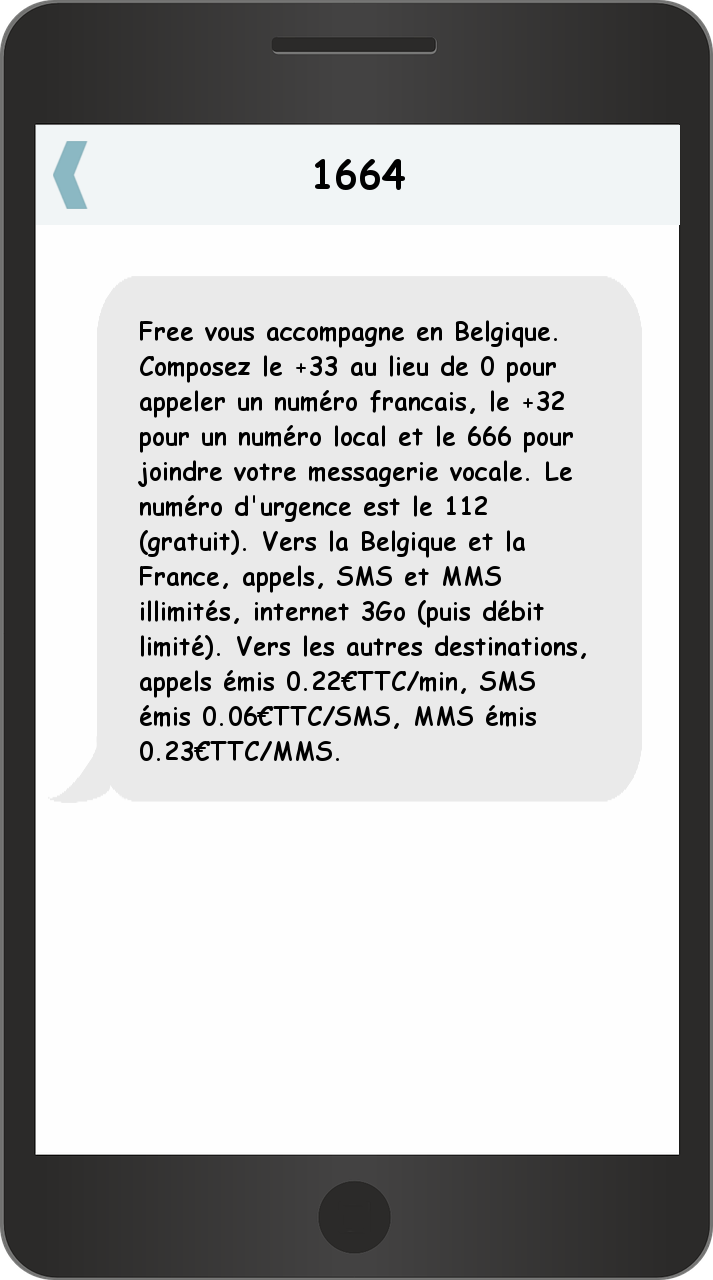 1664
Free vous accompagne en Belgique.
Composez le +33 au lieu de 0 pour
appeler un numéro francais, le +32
pour un numéro local et le 666 pour
joindre votre messagerie vocale. Le
numéro d'urgence est le 112
(gratuit). Vers la Belgique et la
France, appels, SMS et MMS
illimités, internet 3Go (puis débit
limité). Vers les autres destinations,
appels émis 0.22€TTC/min, SMS
émis 0.06€TTC/SMS, MMS émis
0.23€TTC/MMS.